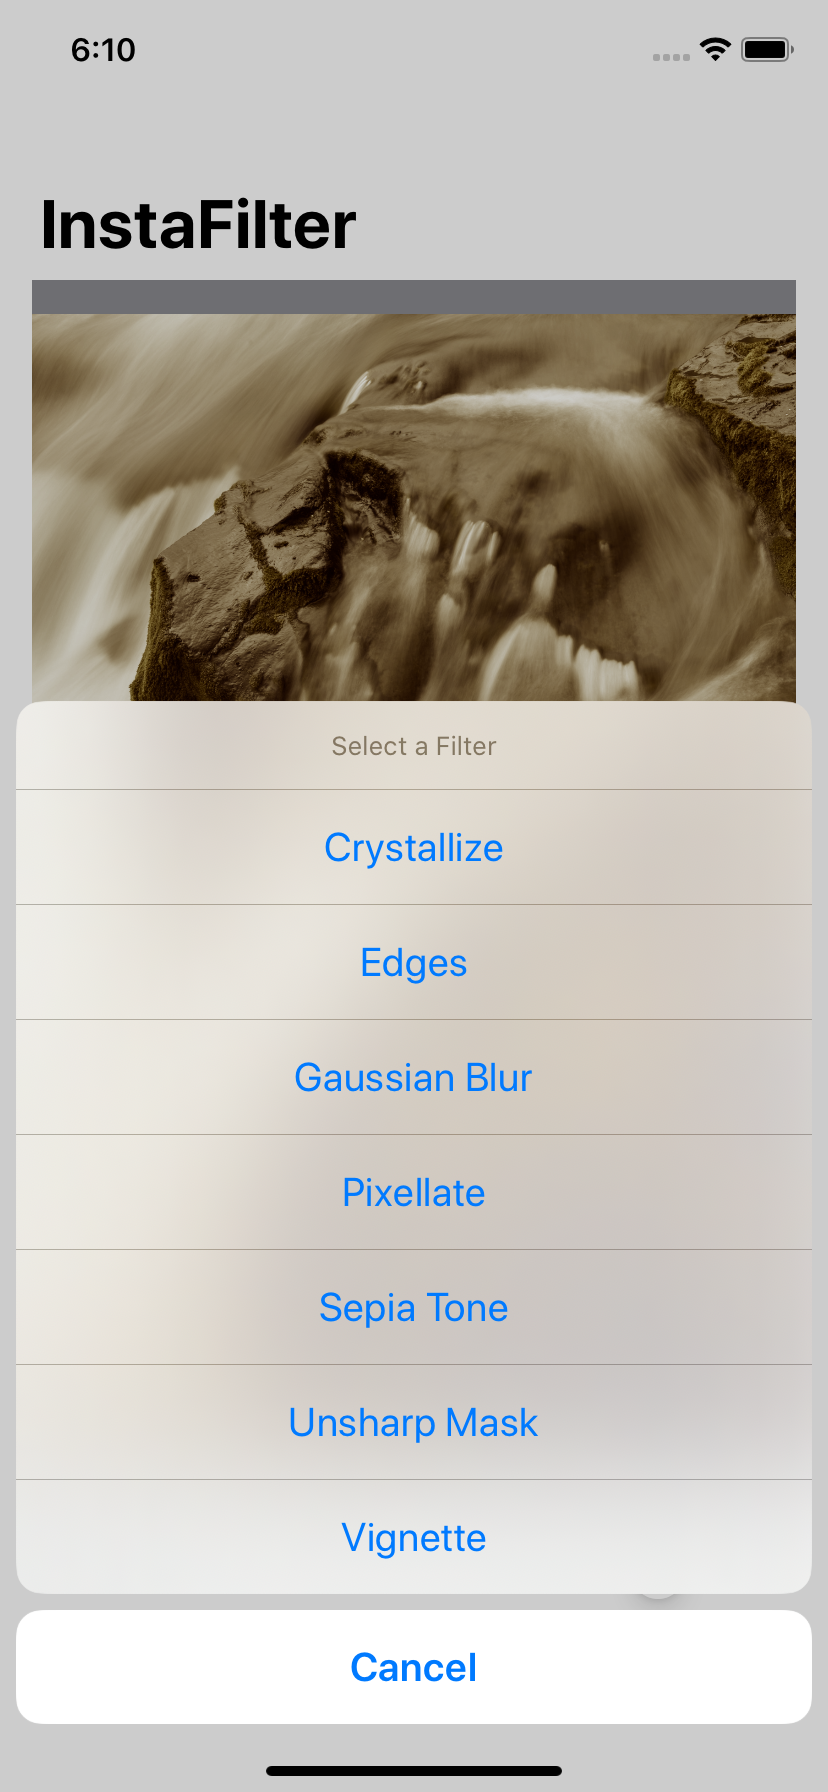 6:10
InstaFilter
Select a Filter
Crystallize
Edges
Gaussian Blur
Pixellate
Sepia Tone
Unsharp Mask
Vignette
Cancel